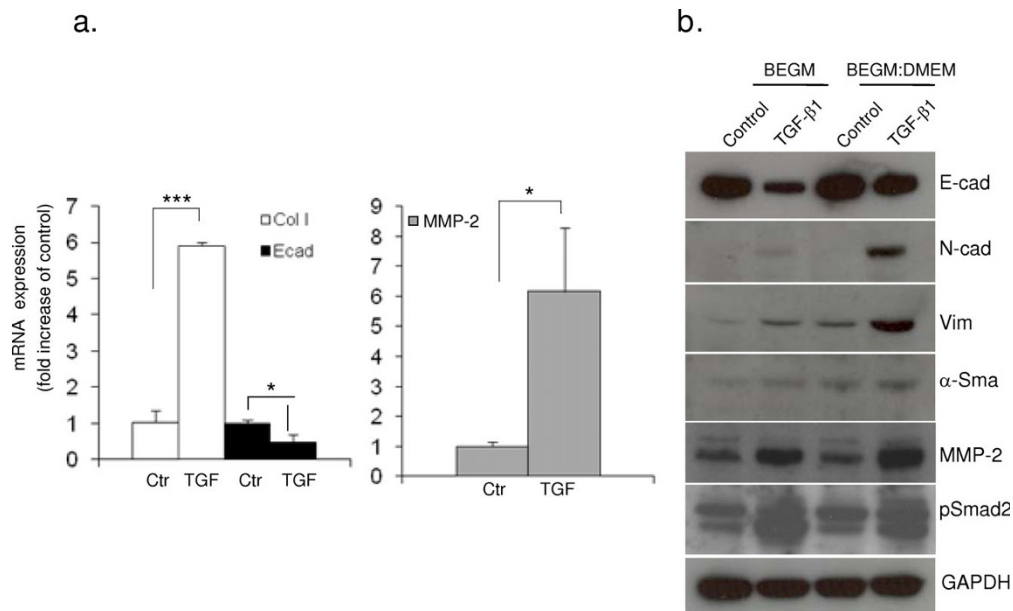 a.
mRNA expression
(fold increase of control)
7
6
5
4
3
2
1
0
***
Col I
Ecad
*
Ctr
TGF
Ctr
TGF
9
8
7
6
5
4
3
2
1
0
*
MMP-2
Ctr
TGF
b.
BEGM
BEGM:DMEM
Control
TGF-β1
Control
TGF-β1
E-cad
N-cad
Vim
α-Sma
MMP-2
pSmad2
GAPDH